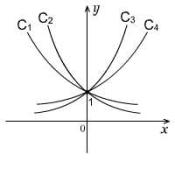 y
C₁ C₂ C₃ C₄
1
0 x